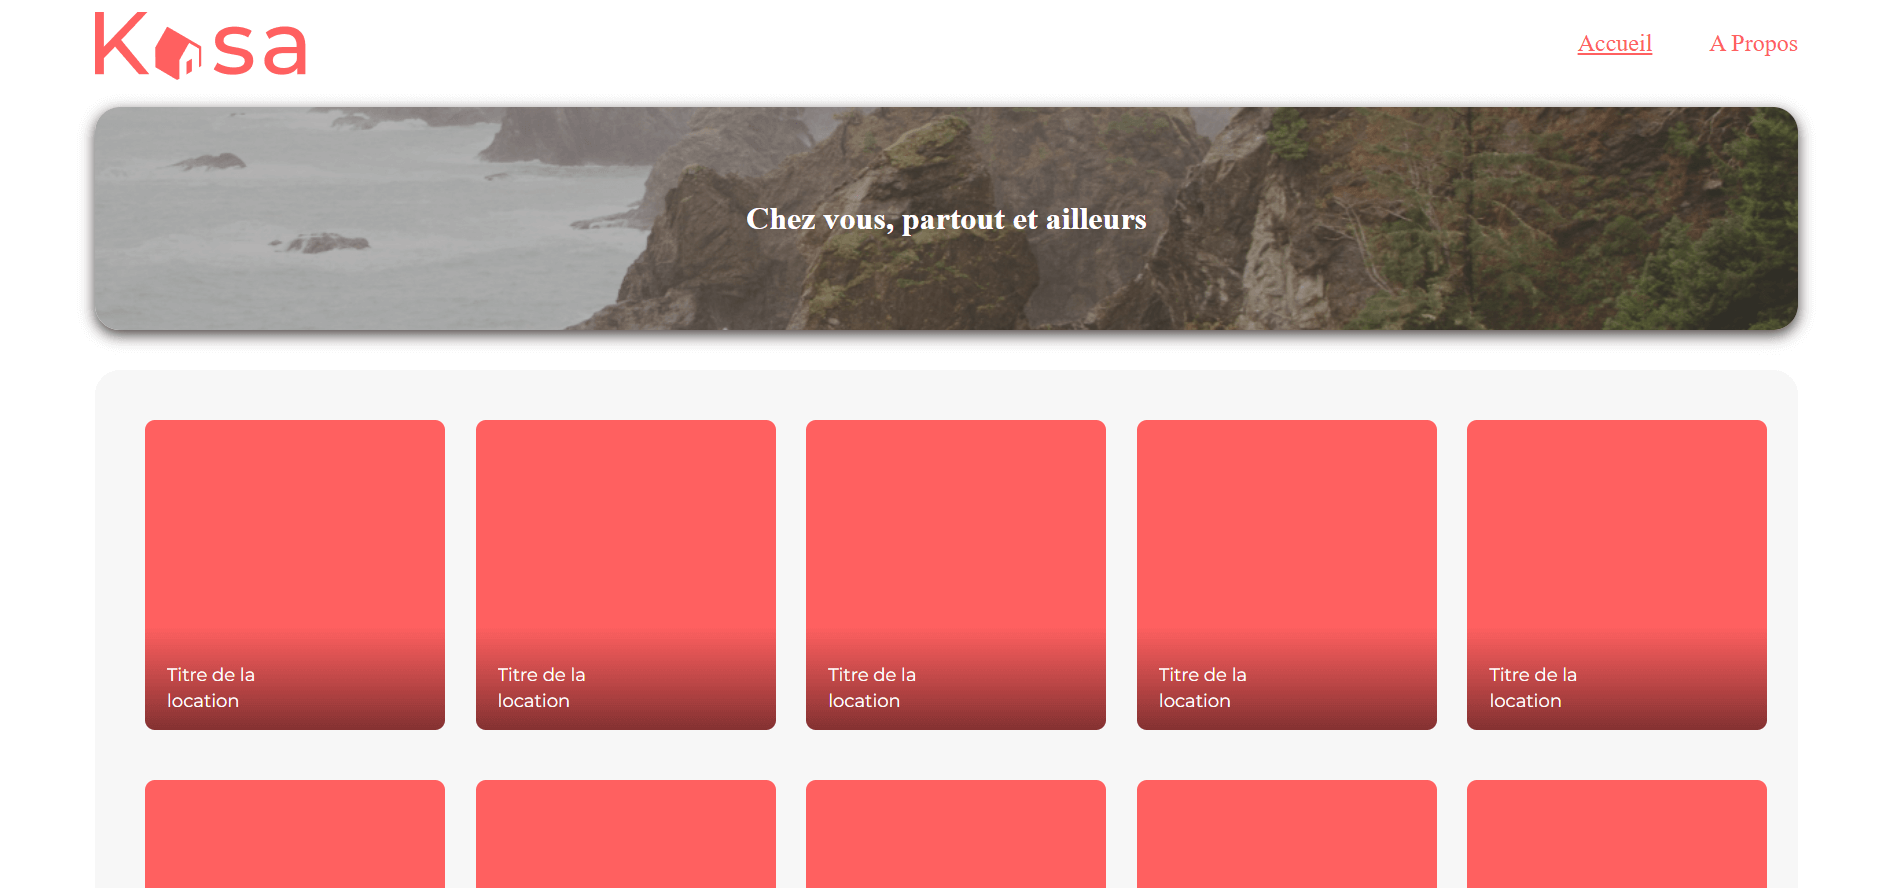 Kasa
Accueil
A Propos
Chez vous, partout et ailleurs
Titre de la
location
Titre de la
location
Titre de la
location
Titre de la
location
Titre de la
location